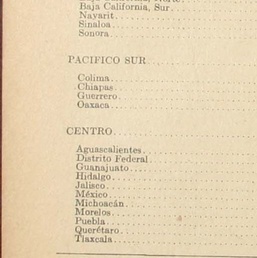 Baja California, Sur
Nayarit
Sinaloa
Sonora
PACIFICO SUR
Colima
Chiapas
Guerrero
Oaxaca
CENTRO
Aguascalientes
Distrito Federal
Guanajuato
Hidalgo
Jalisco
México
Michoacán
Morelos
Puebla
Querétaro
Tlaxcala